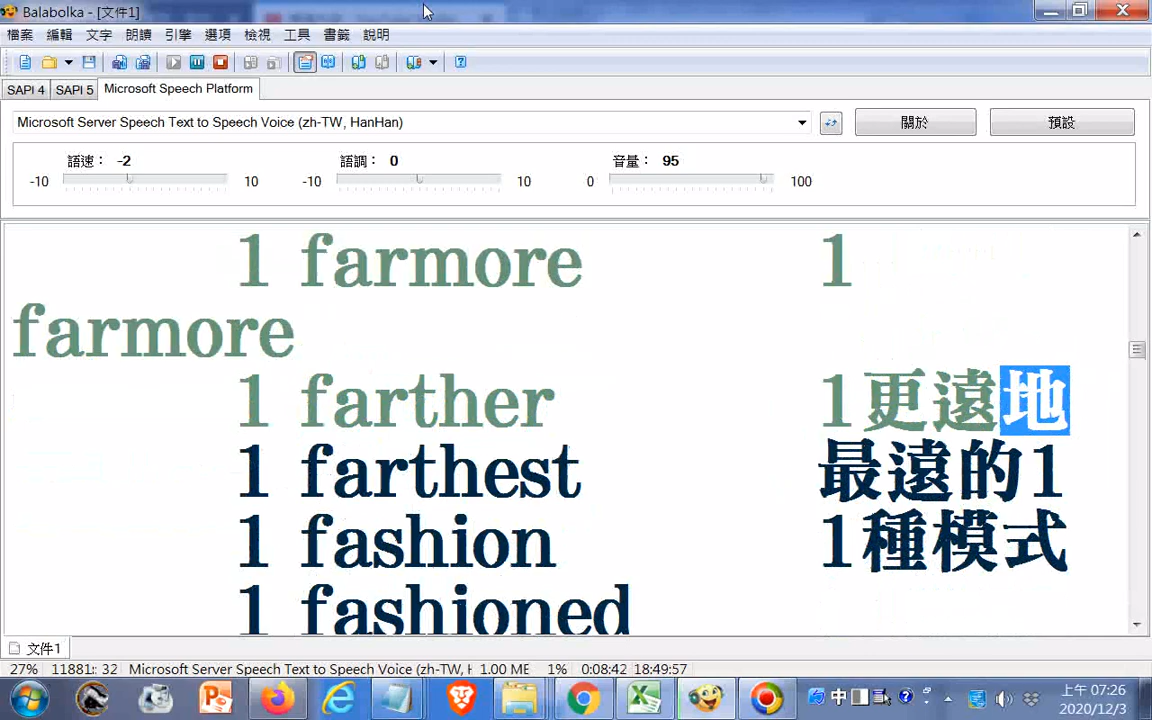 Balabolka - [文件1]
檔案 編輯 文字 朗讀 引擎 選項 檢視 工具 書籤 說明
SAPI 4 SAPI 5 Microsoft Speech Platform
Microsoft Server Speech Text to Speech Voice (zh-TW, HanHan) 關於 預設
語速： -2 語調： 0 音量： 95
-10 10 -10 10 0 100
1 farmore 1
farmore
1 farther 1更遠地
1 farthest 最遠的1
1 fashion 1種模式
1 fashioned
文件1
27% 11881: 32 Microsoft Server Speech Text to Speech Voice (zh-TW, H 1.00 ME 1% 0:08:42 18:49:57
中 上午 07:26
2020/12/3